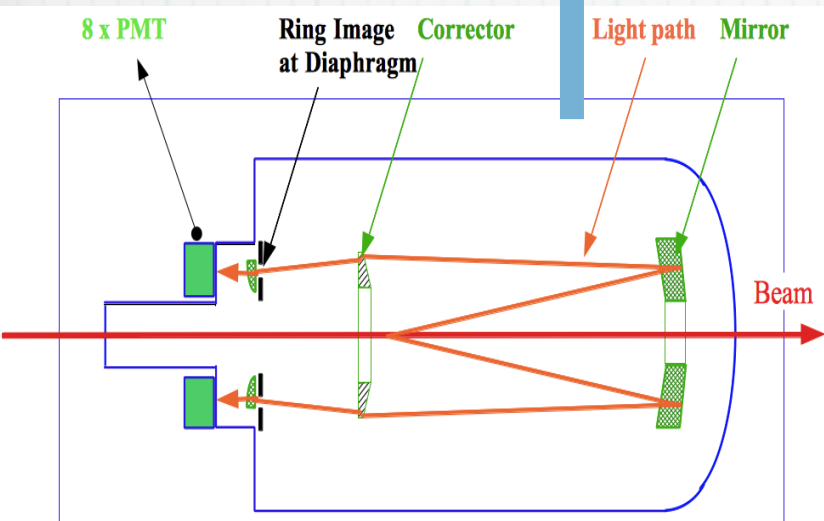 8 x PMT
Ring Image
at Diaphragm
Corrector
Light path
Mirror
Beam